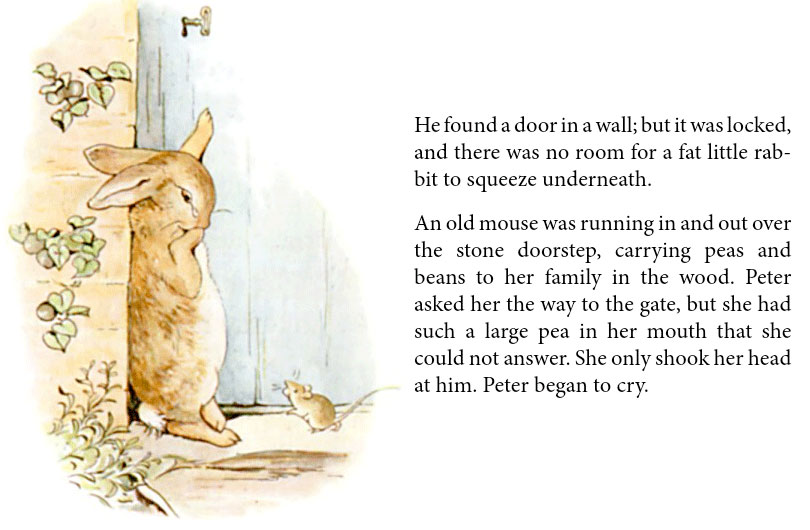 He found a door in a wall; but it was locked,
and there was no room for a fat little rab-
bit to squeeze underneath.
An old mouse was running in and out over
the stone doorstep, carrying peas and
beans to her family in the wood. Peter
asked her the way to the gate, but she had
such a large pea in her mouth that she
could not answer. She only shook her head
at him. Peter began to cry.